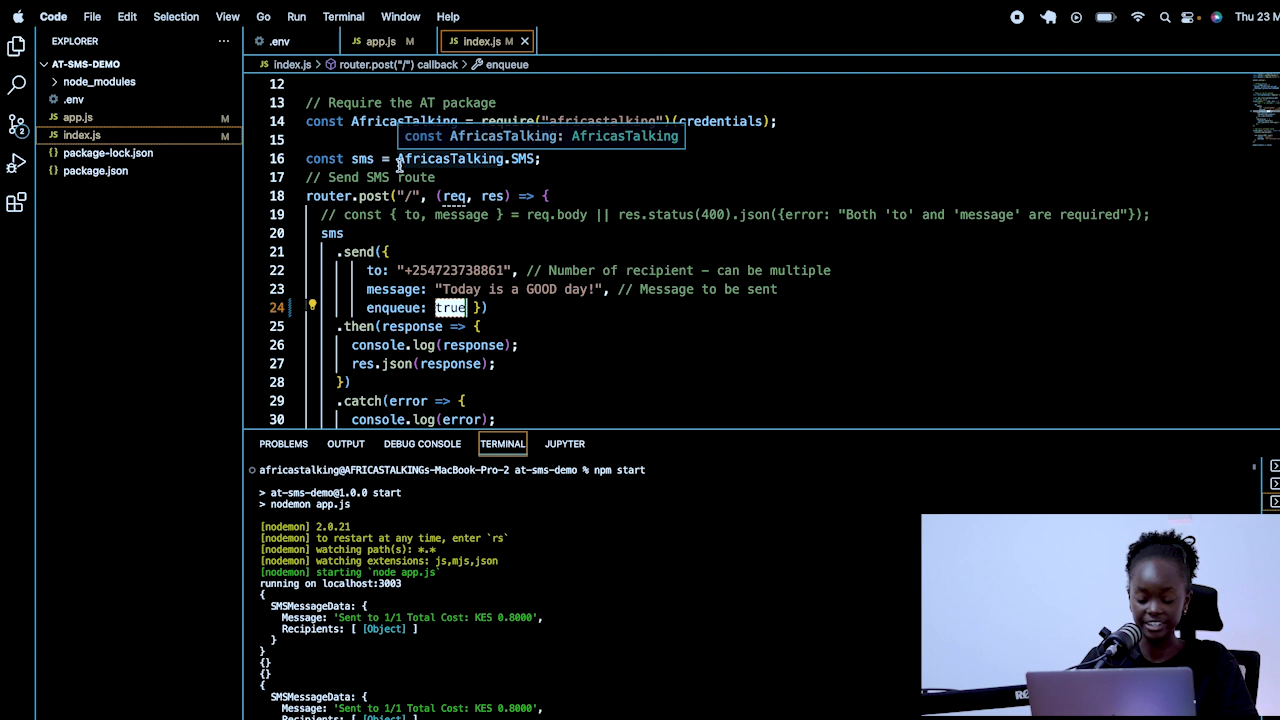 Code File Edit Selection View Go Run Terminal Window Help Thu 23 M
EXPLORER ...
AT-SMS-DEMO
node_modules
.env
app.js M
index.js M
package-lock.json
package.json
2
.env app.js M index.js M
index.js > router.post("/") callback > enqueue
12
13 // Require the AT package
14 const AfricasTalking = require("africastalking")(credentials);
const AfricasTalking: AfricasTalking
15
16 const sms = AfricasTalking.SMS;
17 // Send SMS route
18 router.post("/", (req, res) => {
19 // const { to, message } = req.body || res.status(400).json({error: "Both 'to' and 'message' are required"});
20 sms
21 .send({
22 to: "+254723738861", // Number of recipient – can be multiple
23 message: "Today is a GOOD day!", // Message to be sent
24 enqueue: true })
25 .then(response => {
26 console.log(response);
27 res.json(response);
28 })
29 .catch(error => {
30 console.log(error);
PROBLEMS OUTPUT DEBUG CONSOLE TERMINAL JUPYTER
africastalking@AFRICASTALKINGs-MacBook-Pro-2 at-sms-demo % npm start
> at-sms-demo@1.0.0 start
> nodemon app.js
[nodemon] 2.0.21
[nodemon] to restart at any time, enter `rs`
[nodemon] watching path(s): *.*
[nodemon] watching extensions: js,mjs,json
[nodemon] starting `node app.js`
running on localhost:3003
{
SMSMessageData: {
Message: 'Sent to 1/1 Total Cost: KES 0.8000',
Recipients: [ [Object] ]
}
}
{}
{}
{
SMSMessageData: {
Message: 'Sent to 1/1 Total Cost: KES 0.8000',
Recipients: [ [Object] ]